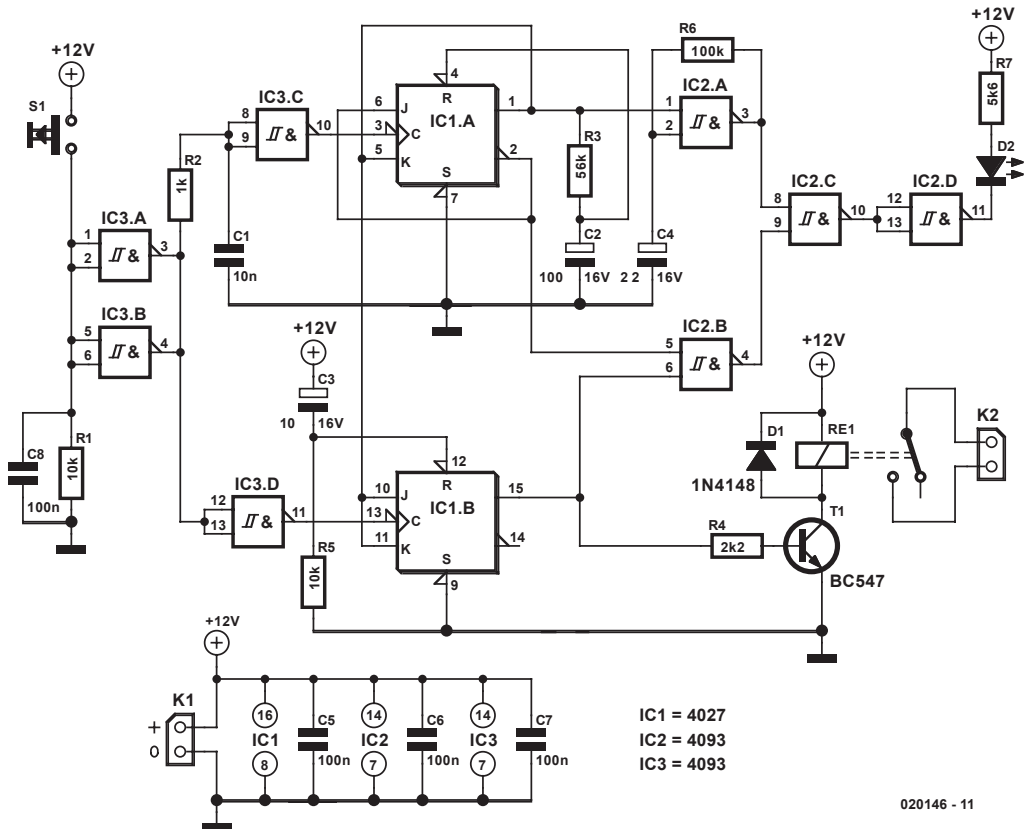 +12V
S1
IC3.A
1
2
3
&
IC3.B
5
6
4
&
C8
100n
R1
10k
R2
1k
IC3.C
8
9
10
&
C1
10n
4
R
6
J
3
C
5
K
IC1.A
1
2
S
7
R3
56k
C2
100
16V
R6
100k
C4
2 2
16V
IC2.A
1
2
3
&
IC2.B
5
6
4
&
IC2.C
8
9
10
&
IC2.D
12
13
11
&
+12V
R7
5k6
D2
+12V
C3
10
16V
IC3.D
12
13
11
&
R5
10k
12
R
10
J
13
C
11
K
IC1.B
15
14
S
9
+12V
D1
1N4148
RE1
R4
2k2
T1
BC547
K2
+12V
K1
+
0
16
IC1
8
C5
100n
14
IC2
7
C6
100n
14
IC3
7
C7
100n
IC1 = 4027
IC2 = 4093
IC3 = 4093
020146 - 11